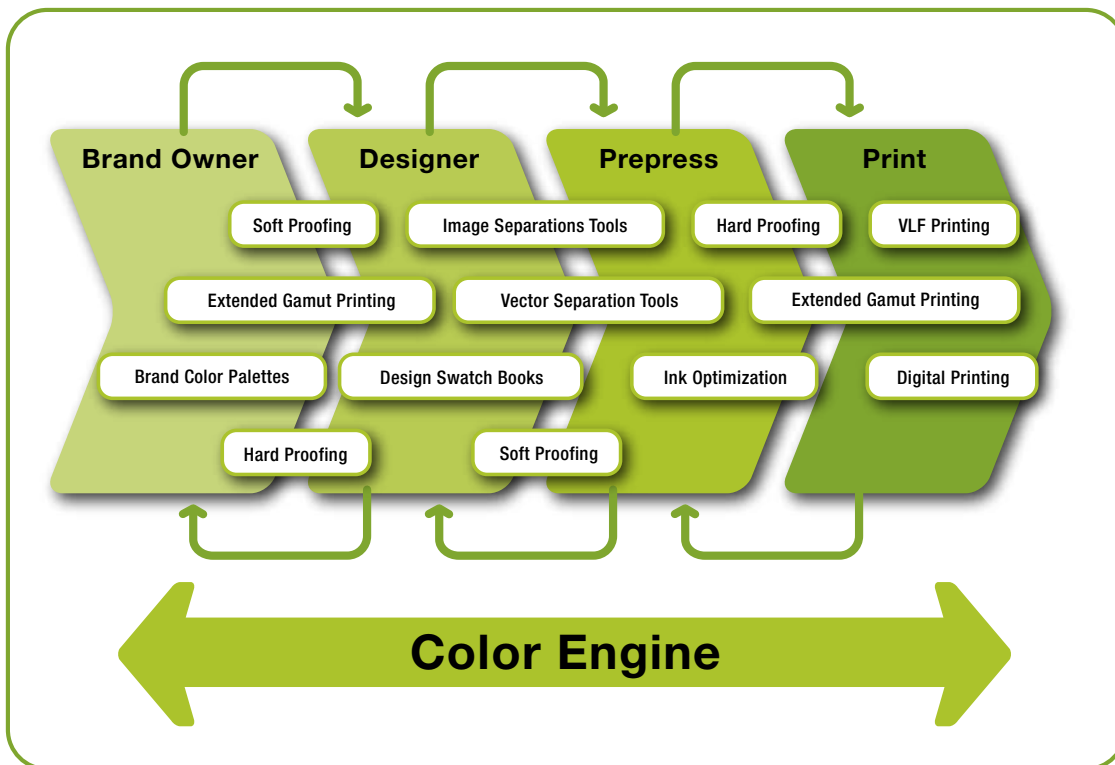 Brand Owner
Designer
Prepress
Print
Soft Proofing
Image Separations Tools
Hard Proofing
VLF Printing
Extended Gamut Printing
Vector Separation Tools
Extended Gamut Printing
Brand Color Palettes
Design Swatch Books
Ink Optimization
Digital Printing
Hard Proofing
Soft Proofing
Color Engine